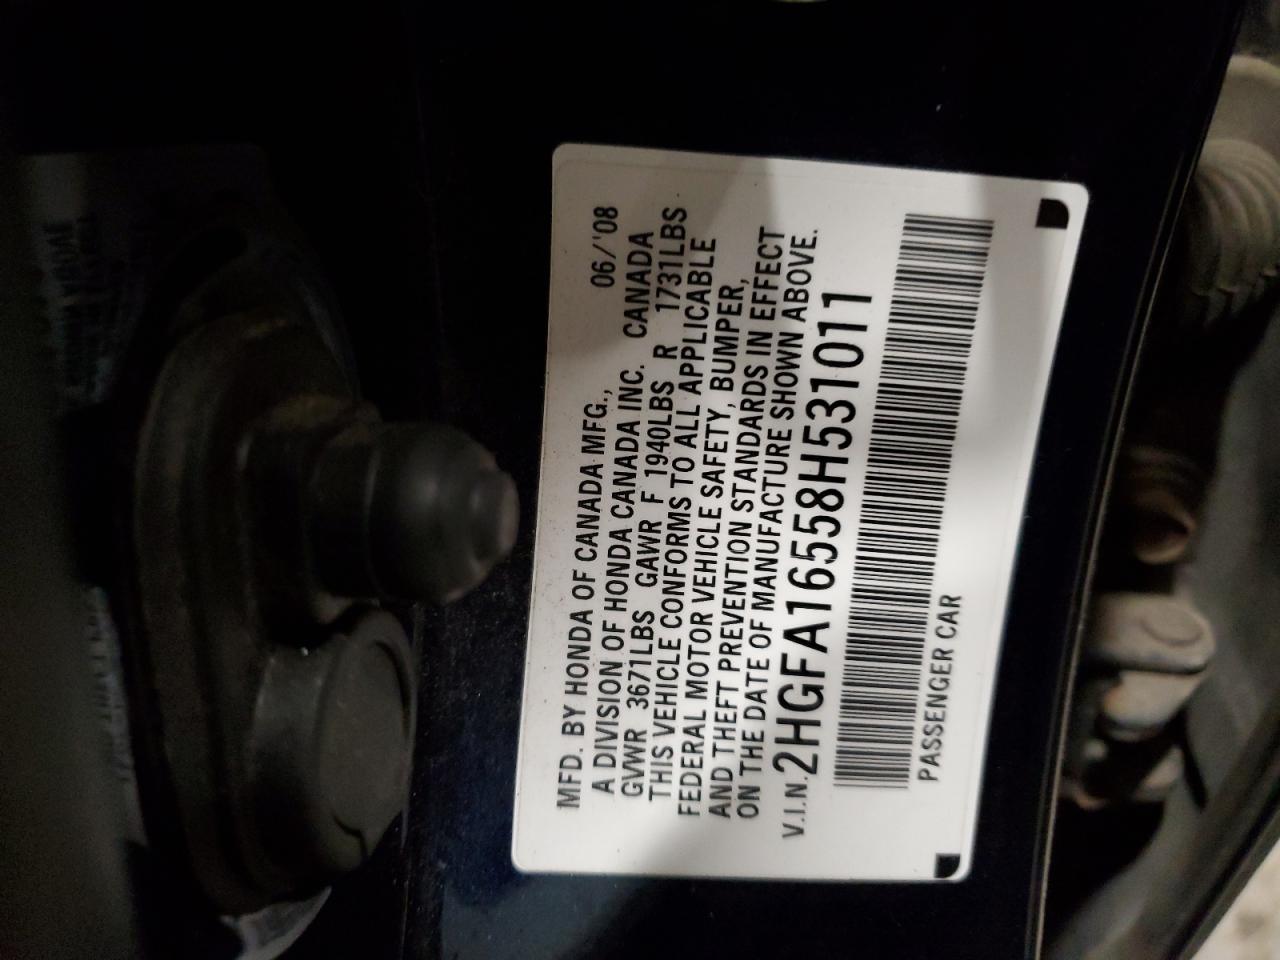 MFD. BY HONDA OF CANADA MFG.,
A DIVISION OF HONDA CANADA INC. CANADA 06/'08
GVWR 3671LBS GAWR F 1940LBS R 1731LBS
THIS VEHICLE CONFORMS TO ALL APPLICABLE
FEDERAL MOTOR VEHICLE SAFETY, BUMPER,
AND THEFT PREVENTION STANDARDS IN EFFECT
ON THE DATE OF MANUFACTURE SHOWN ABOVE.
V.I.N. 2HGFA16558H531011
PASSENGER CAR